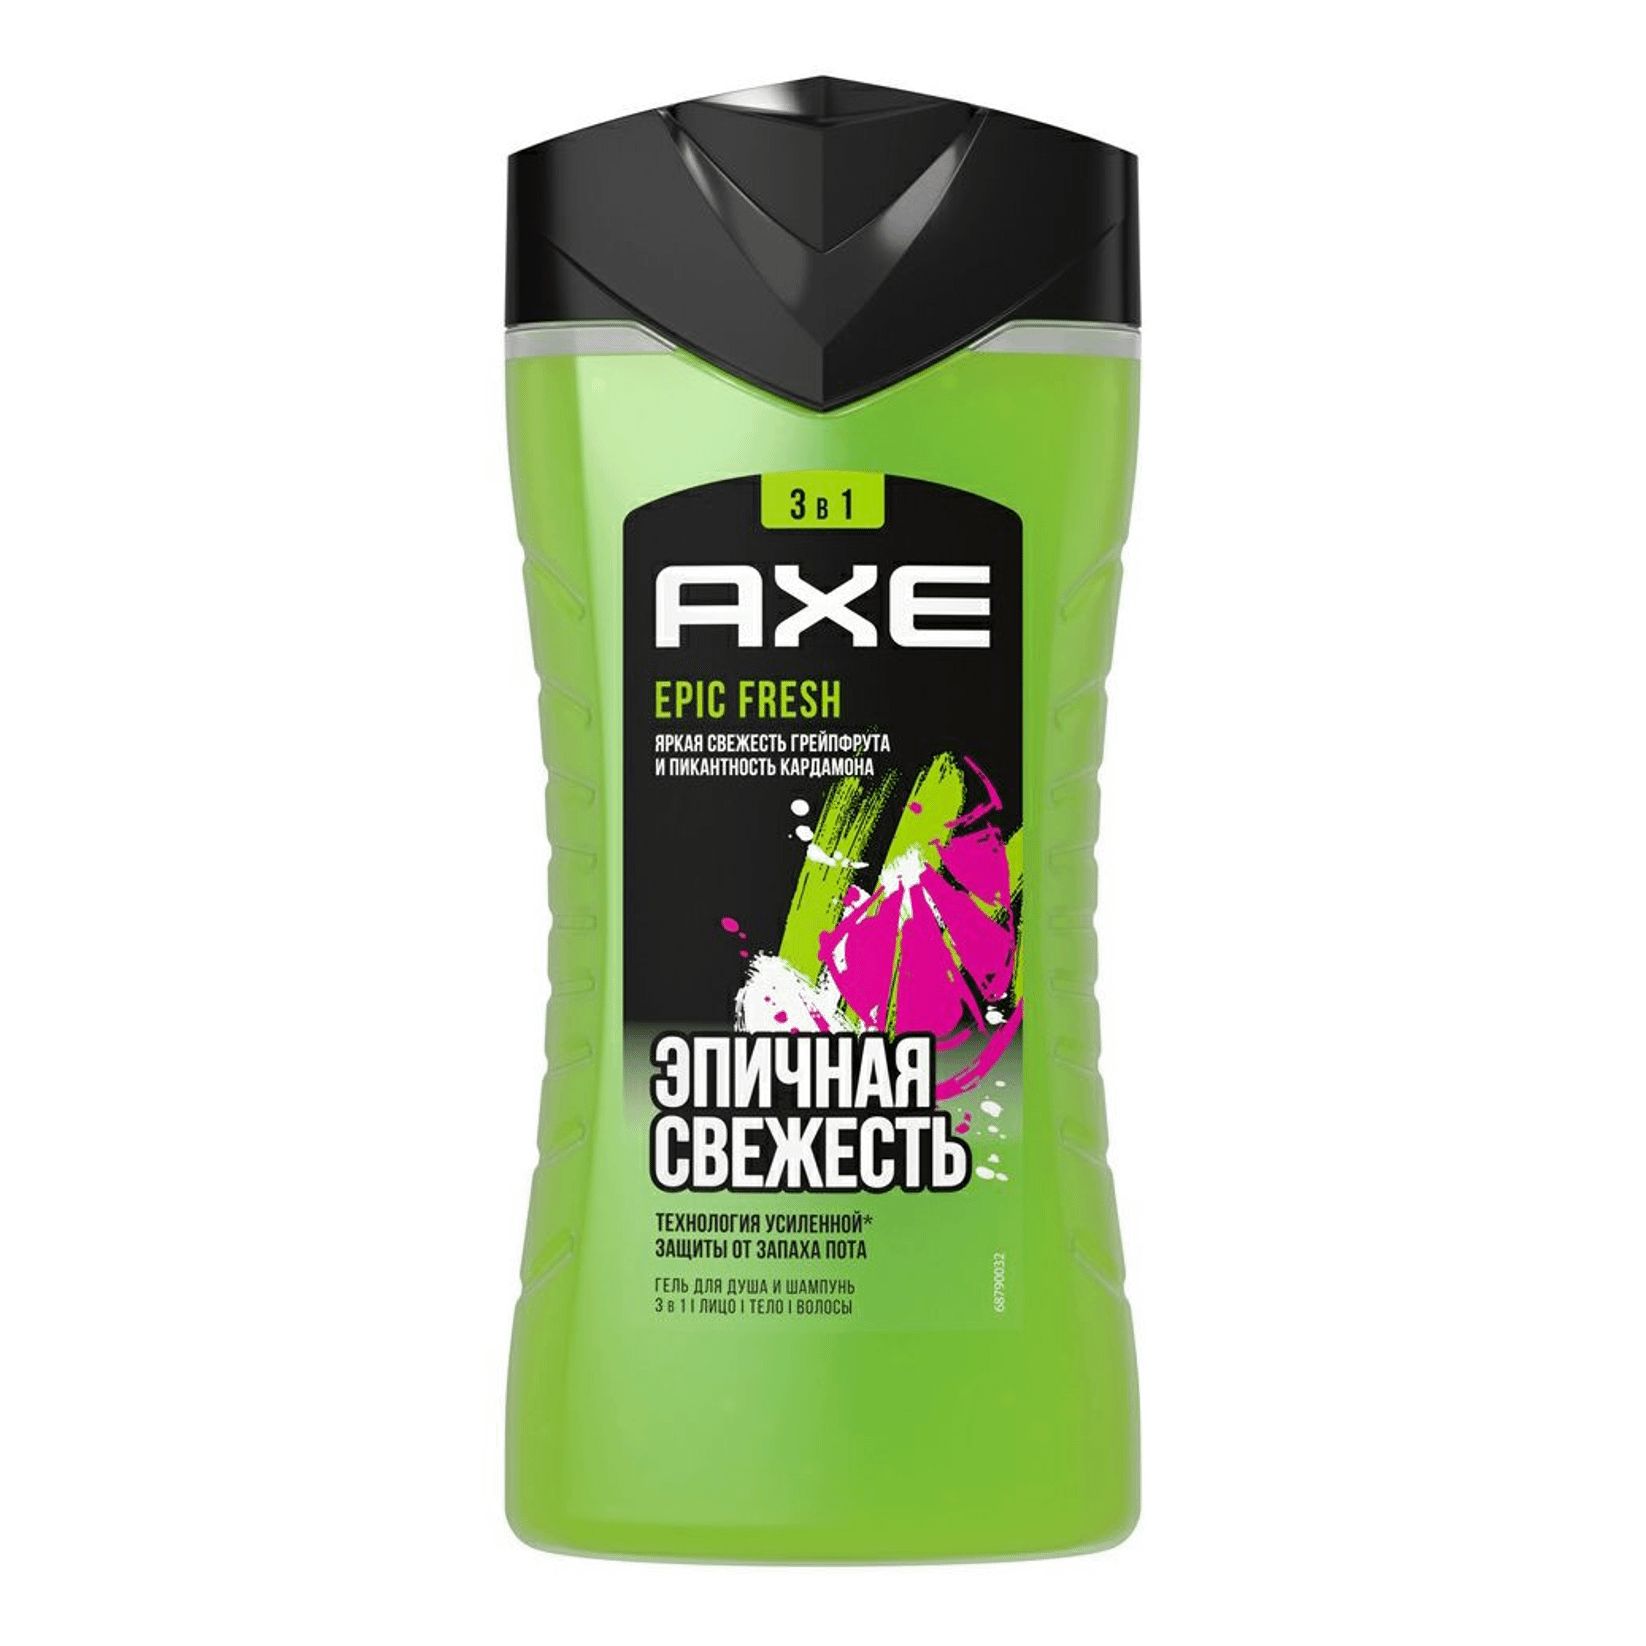 3 в 1
AXE
EPIC FRESH
ЯРКАЯ СВЕЖЕСТЬ ГРЕЙПФРУТА
И ПИКАНТНОСТЬ КАРДАМОНА
ЭПИЧНАЯ
СВЕЖЕСТЬ
ТЕХНОЛОГИЯ УСИЛЕННОЙ*
ЗАЩИТЫ ОТ ЗАПАХА ПОТА
ГЕЛЬ ДЛЯ ДУША И ШАМПУНЬ
3 в 1 | ЛИЦО | ТЕЛО | ВОЛОСЫ
68790032